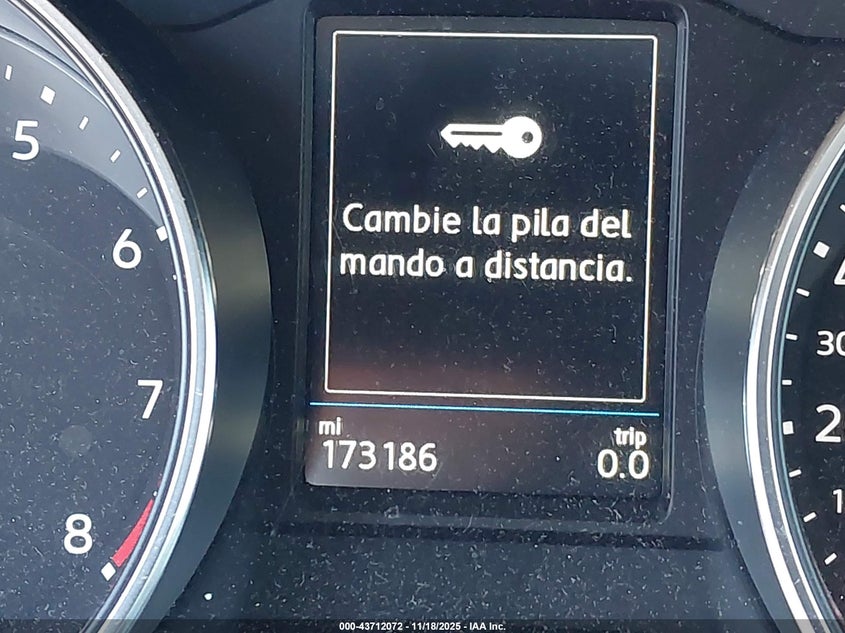 5
6
7
8
Cambie la pila del
mando a distancia.
mi
trip
173186
0.0
30
2
1
000-43712072 - 11/18/2025 - IAA Inc.